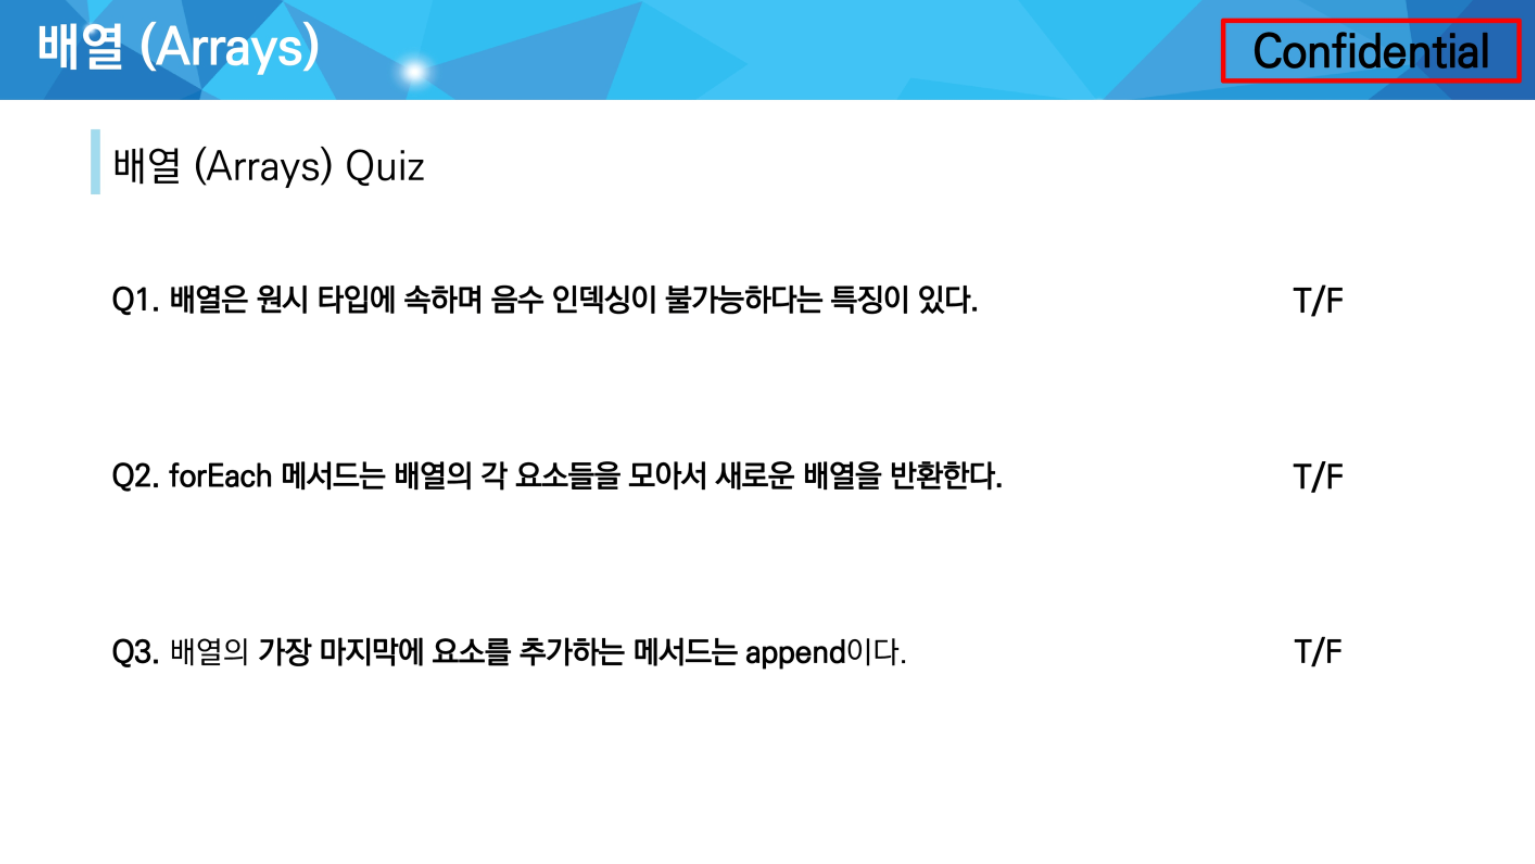 배열 (Arrays)
Confidential
배열 (Arrays) Quiz
Q1. 배열은 원시 타입에 속하며 음수 인덱싱이 불가능하다는 특징이 있다. T/F
Q2. forEach 메서드는 배열의 각 요소들을 모아서 새로운 배열을 반환한다. T/F
Q3. 배열의 가장 마지막에 요소를 추가하는 메서드는 append이다. T/F